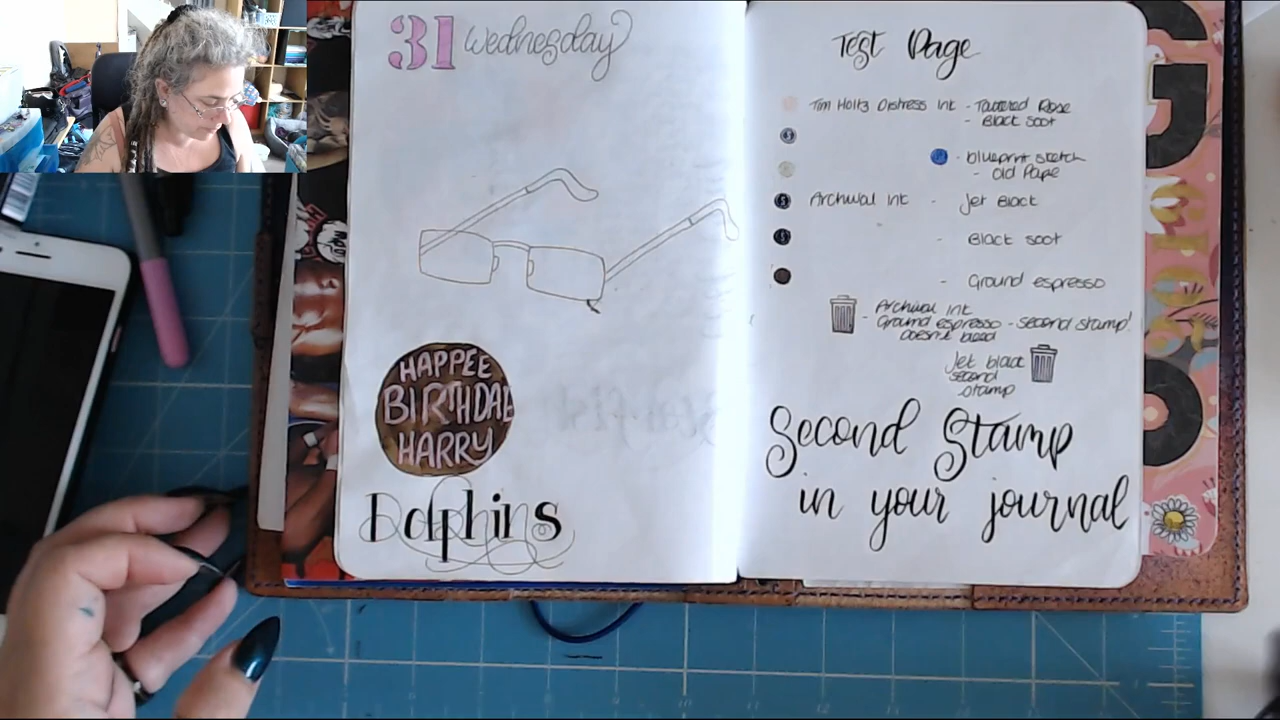 31 Wednesday
HAPPEE
BIRTHDAY
HARRY
Dolphins
Test Page
Tim Holtz Distress Ink - Tattered Rose
- Black Soot
- blueprint sketch
- old Pape
Archival Ink - Jet Black
- Black Soot
- Ground espresso
- Archival Ink
Ground espresso - second stamp!
doesn't bleed
Jet black
second
stamp
Second Stamp
in your journal